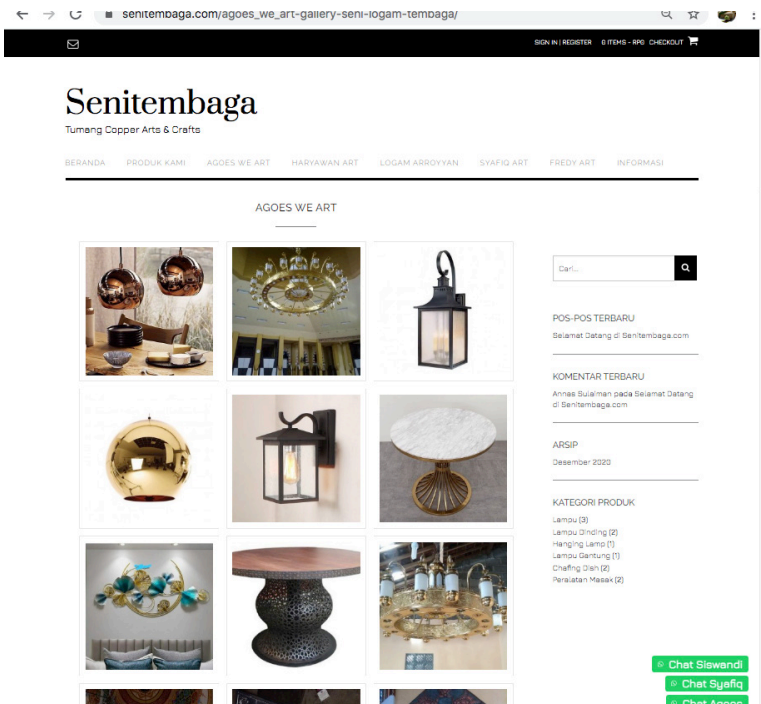 senitembaga.com/agoes_we_art-gallery-seni-logam-tembaga/
SIGN IN | REGISTER 0 ITEMS - RP0 CHECKOUT
Senitembaga
Tumang Copper Arts & Crafts
BERANDA PRODUK KAMI AGOES WE ART HARYAWAN ART LOGAM ARROYYAN SYAFIQ ART FREDY ART INFORMASI
AGOES WE ART
Cari...
POS-POS TERBARU
Selamat Datang di Senitembaga.com
KOMENTAR TERBARU
Annas Sulaiman pada Selamat Datang
di Senitembaga.com
ARSIP
Desember 2020
KATEGORI PRODUK
Lampu (3)
Lampu Dinding (2)
Hanging Lamp (1)
Lampu Gantung (1)
Chafing Dish (2)
Peralatan Masak (2)
Chat Siswandi
Chat Syafiq
Chat Agoes